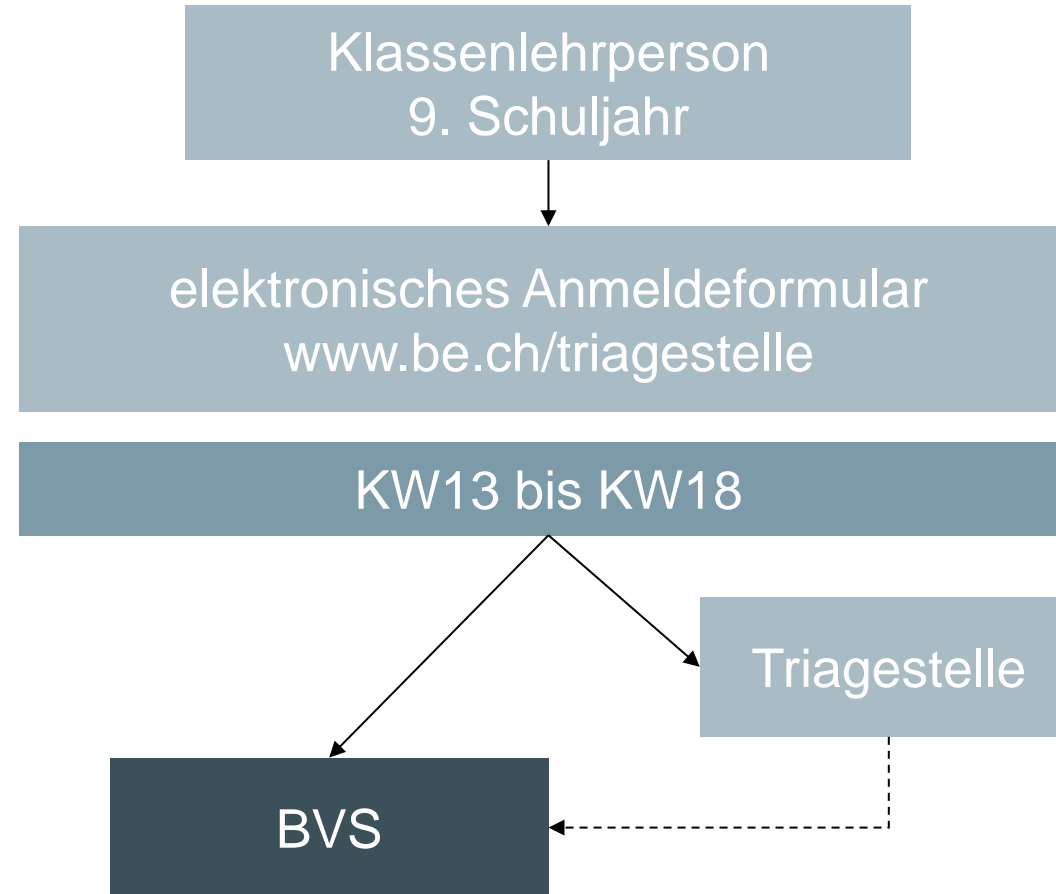 Klassenlehrperson
9. Schuljahr
elektronisches Anmeldeformular
www.be.ch/triagestelle
KW13 bis KW18
Triagestelle
BVS